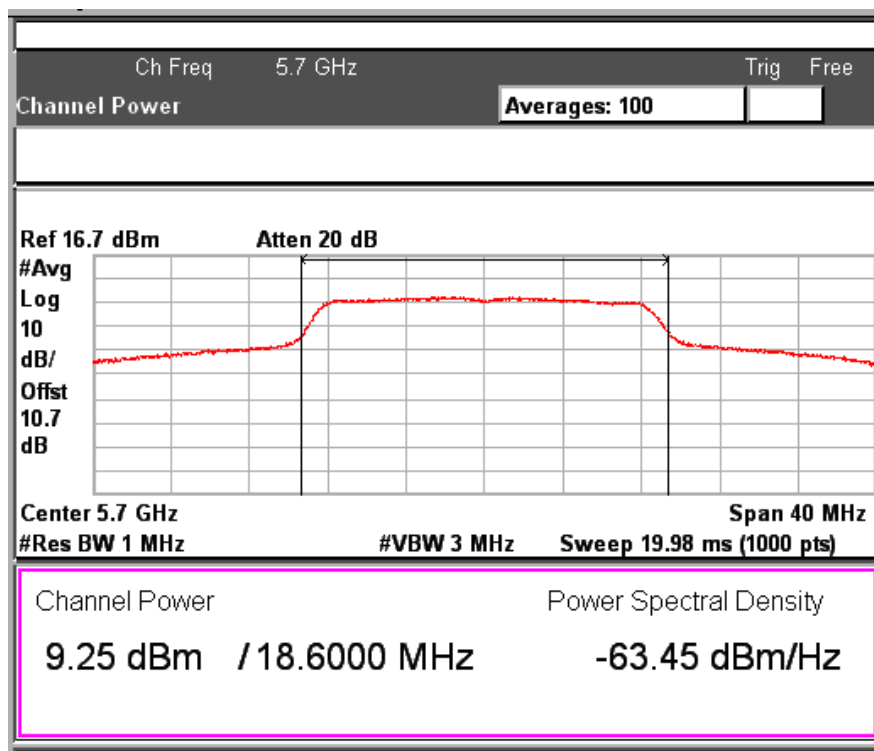 Ch Freq 5.7 GHz Trig Free
Channel Power Averages: 100
Ref 16.7 dBm Atten 20 dB
#Avg
Log
10
dB/
Offset
10.7
dB
Center 5.7 GHz Span 40 MHz
#Res BW 1 MHz #VBW 3 MHz Sweep 19.98 ms (1000 pts)
Channel Power Power Spectral Density
9.25 dBm / 18.6000 MHz -63.45 dBm/Hz